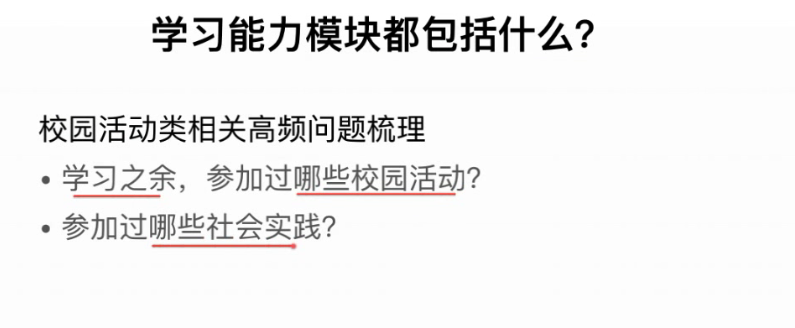 学习能力模块都包括什么?
校园活动类相关高频问题梳理
• 学习之余，参加过哪些校园活动?
• 参加过哪些社会实践?